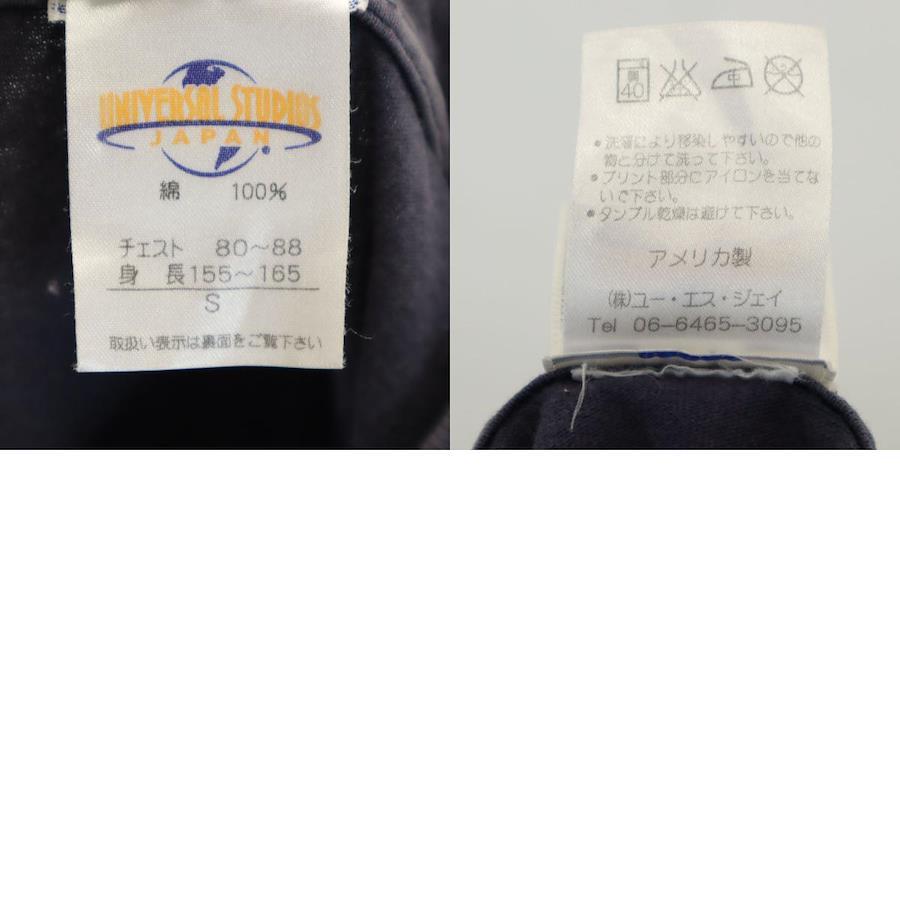 UNIVERSAL STUDIOS
JAPAN
綿 100%
チェスト 80～88
身 長 155～165
S
取扱い表示は裏面をご覧下さい
40
中
●洗濯により移染しやすいので他の
物と分けて洗って下さい。
●プリント部分にアイロンを当てな
いで下さい。
●タンブル乾燥は避けて下さい。
アメリカ製
(株)ユー・エス・ジェイ
Tel 06-6465-3095